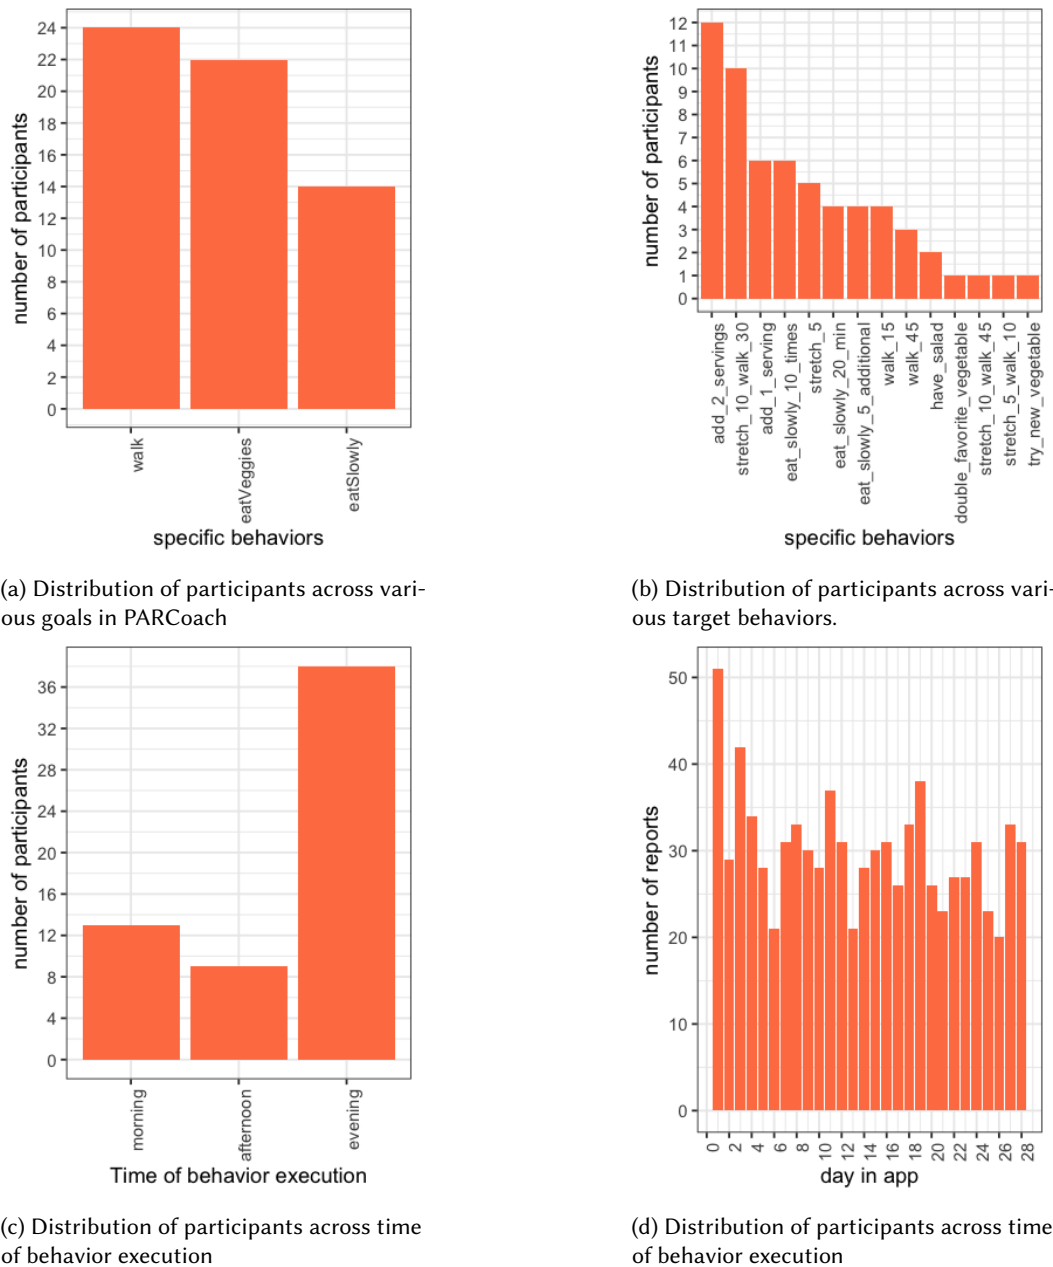 24
22
20
18
16
14
12
10
8
6
4
2
0
number of participants
walk
eatVeggies
eatSlowly
specific behaviors
(a) Distribution of participants across vari-
ous goals in PARCoach
12
11
10
9
8
7
6
5
4
3
2
1
0
number of participants
add_2_servings
stretch_10_walk_30
add_1_serving
eat_slowly_10_times
stretch_5
eat_slowly_20_min
eat_slowly_5_additional
walk_15
walk_45
have_salad
double_favorite_vegetable
stretch_10_walk_45
stretch_5_walk_10
try_new_vegetable
specific behaviors
(b) Distribution of participants across vari-
ous target behaviors.
36
32
28
24
20
16
12
8
4
0
number of participants
morning
afternoon
evening
Time of behavior execution
(c) Distribution of participants across time
of behavior execution
50
40
30
20
10
0
number of reports
0
2
4
6
8
10
12
14
16
18
20
22
24
26
28
day in app
(d) Distribution of participants across time
of behavior execution